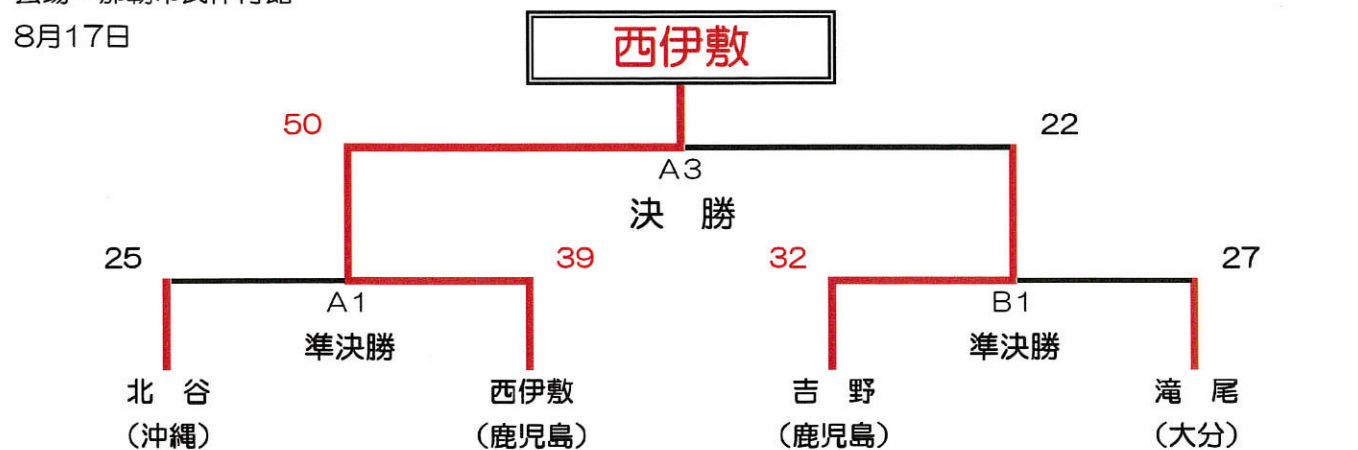 8月17日
西伊敷
50
22
A3
決 勝
25
39
32
27
A1
B1
準決勝
準決勝
北 谷
西伊敷
吉 野
滝 尾
(沖縄)
(鹿児島)
(鹿児島)
(大分)